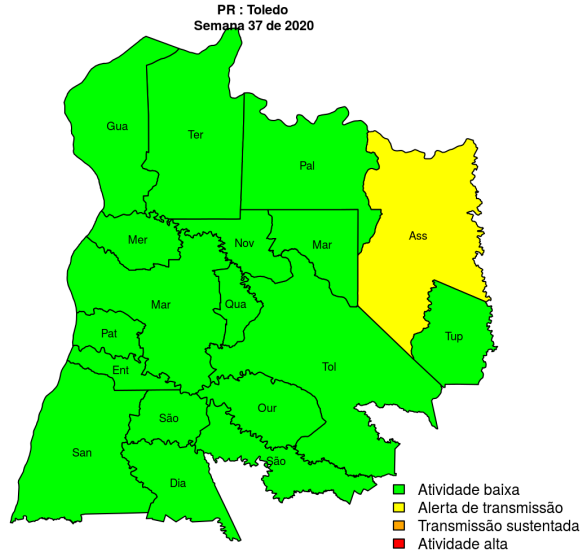 PR : Toledo
Semana 37 de 2020
Gua
Ter
Pal
Ass
Mer
Nov
Mar
Mar
Qua
Pat
Tup
Ent
Tol
São
Our
San
São
Dia
Atividade baixa
Alerta de transmissão
Transmissão sustentada
Atividade alta